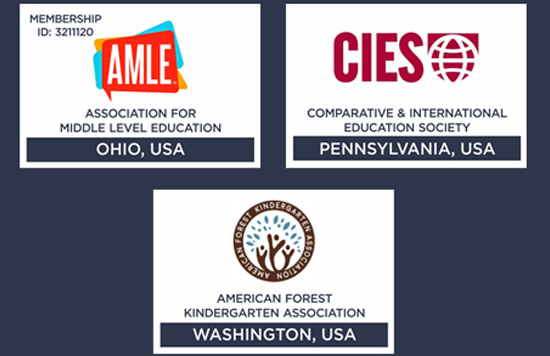 MEMBERSHIP
ID: 3211120
AMLE
ASSOCIATION FOR
MIDDLE LEVEL EDUCATION
OHIO, USA
CIES
COMPARATIVE & INTERNATIONAL
EDUCATION SOCIETY
PENNSYLVANIA, USA
AMERICAN FOREST KINDERGARTEN ASSOCIATION
AMERICAN FOREST
KINDERGARTEN ASSOCIATION
WASHINGTON, USA